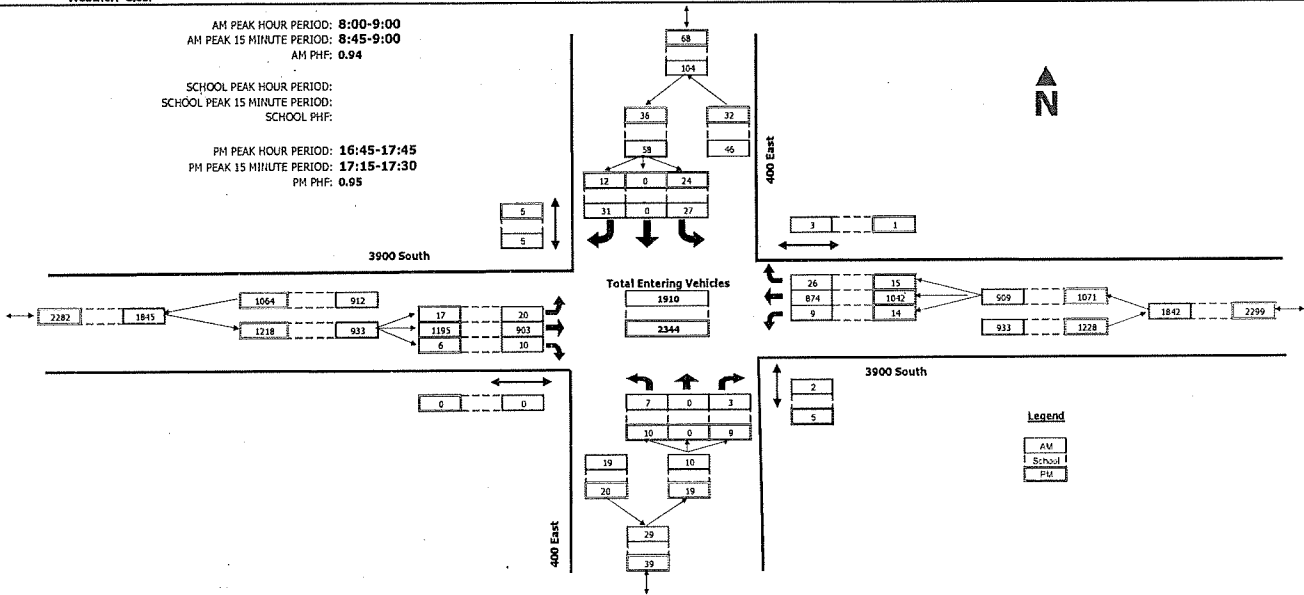 AM PEAK HOUR PERIOD: 8:00-9:00
AM PEAK 15 MINUTE PERIOD: 8:45-9:00
AM PHF: 0.94
SCHOOL PEAK HOUR PERIOD:
SCHOOL PEAK 15 MINUTE PERIOD:
SCHOOL PHF:
PM PEAK HOUR PERIOD: 16:45-17:45
PM PEAK 15 MINUTE PERIOD: 17:15-17:30
PM PHF: 0.95
68
104
N
36 32
58 46
400 East
12 0 24
31 0 27
5
5
3 1
3900 South
Total Entering Vehicles
1910
2344
1064 912
2282 1845
1218 933
17 20
1195 903
6 10
26 15
874 1042
9 14
909 1071
933 1228
1842 2299
3900 South
0 0
7 0 3
10 0 9
2
5
Legend
AM
School
PM
19 10
20 19
400 East
29
39